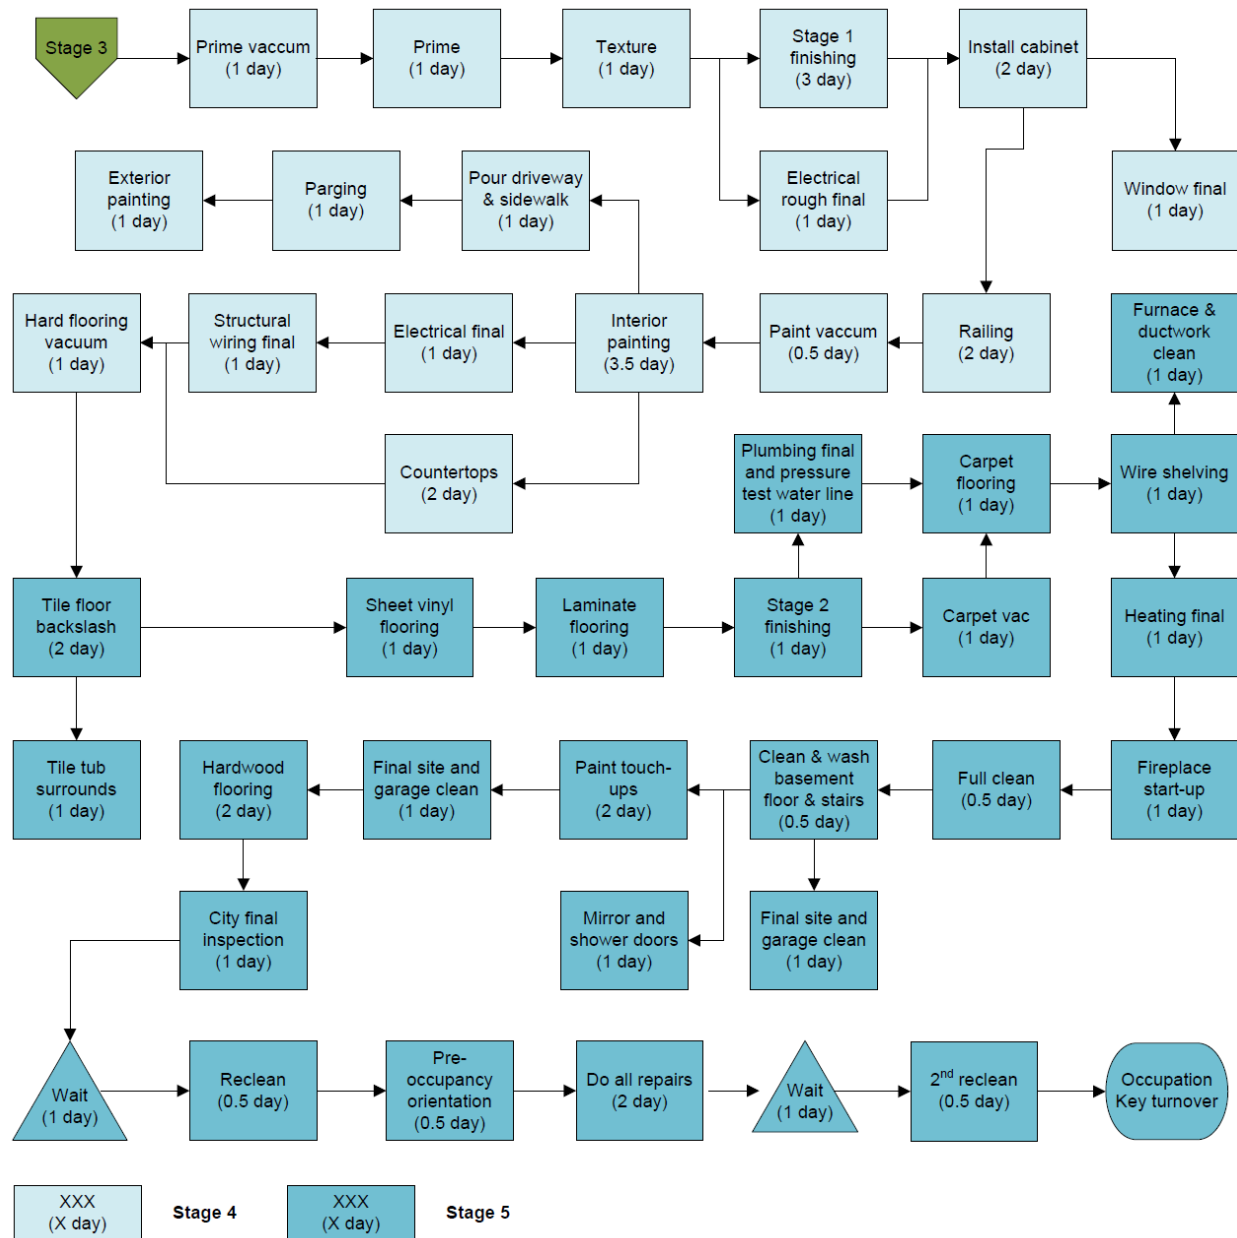 Stage 3
Prime vaccum
(1 day)
Prime
(1 day)
Texture
(1 day)
Stage 1
finishing
(3 day)
Install cabinet
(2 day)
Exterior
painting
(1 day)
Parging
(1 day)
Pour driveway
& sidewalk
(1 day)
Electrical
rough final
(1 day)
Window final
(1 day)
Hard flooring
vacuum
(1 day)
Structural
wiring final
(1 day)
Electrical final
(1 day)
Interior
painting
(3.5 day)
Paint vaccum
(0.5 day)
Railing
(2 day)
Furnace &
ductwork
clean
(1 day)
Countertops
(2 day)
Plumbing final
and pressure
test water line
(1 day)
Carpet
flooring
(1 day)
Wire shelving
(1 day)
Tile floor
backslash
(2 day)
Sheet vinyl
flooring
(1 day)
Laminate
flooring
(1 day)
Stage 2
finishing
(1 day)
Carpet vac
(1 day)
Heating final
(1 day)
Tile tub
surrounds
(1 day)
Hardwood
flooring
(2 day)
Final site and
garage clean
(1 day)
Paint touch-
ups
(2 day)
Clean & wash
basement
floor & stairs
(0.5 day)
Full clean
(0.5 day)
Fireplace
start-up
(1 day)
City final
inspection
(1 day)
Mirror and
shower doors
(1 day)
Final site and
garage clean
(1 day)
Wait
(1 day)
Reclean
(0.5 day)
Pre-
occupancy
orientation
(0.5 day)
Do all repairs
(2 day)
Wait
(1 day)
2nd reclean
(0.5 day)
Occupation
Key turnover
XXX
(X day)
Stage 4
XXX
(X day)
Stage 5